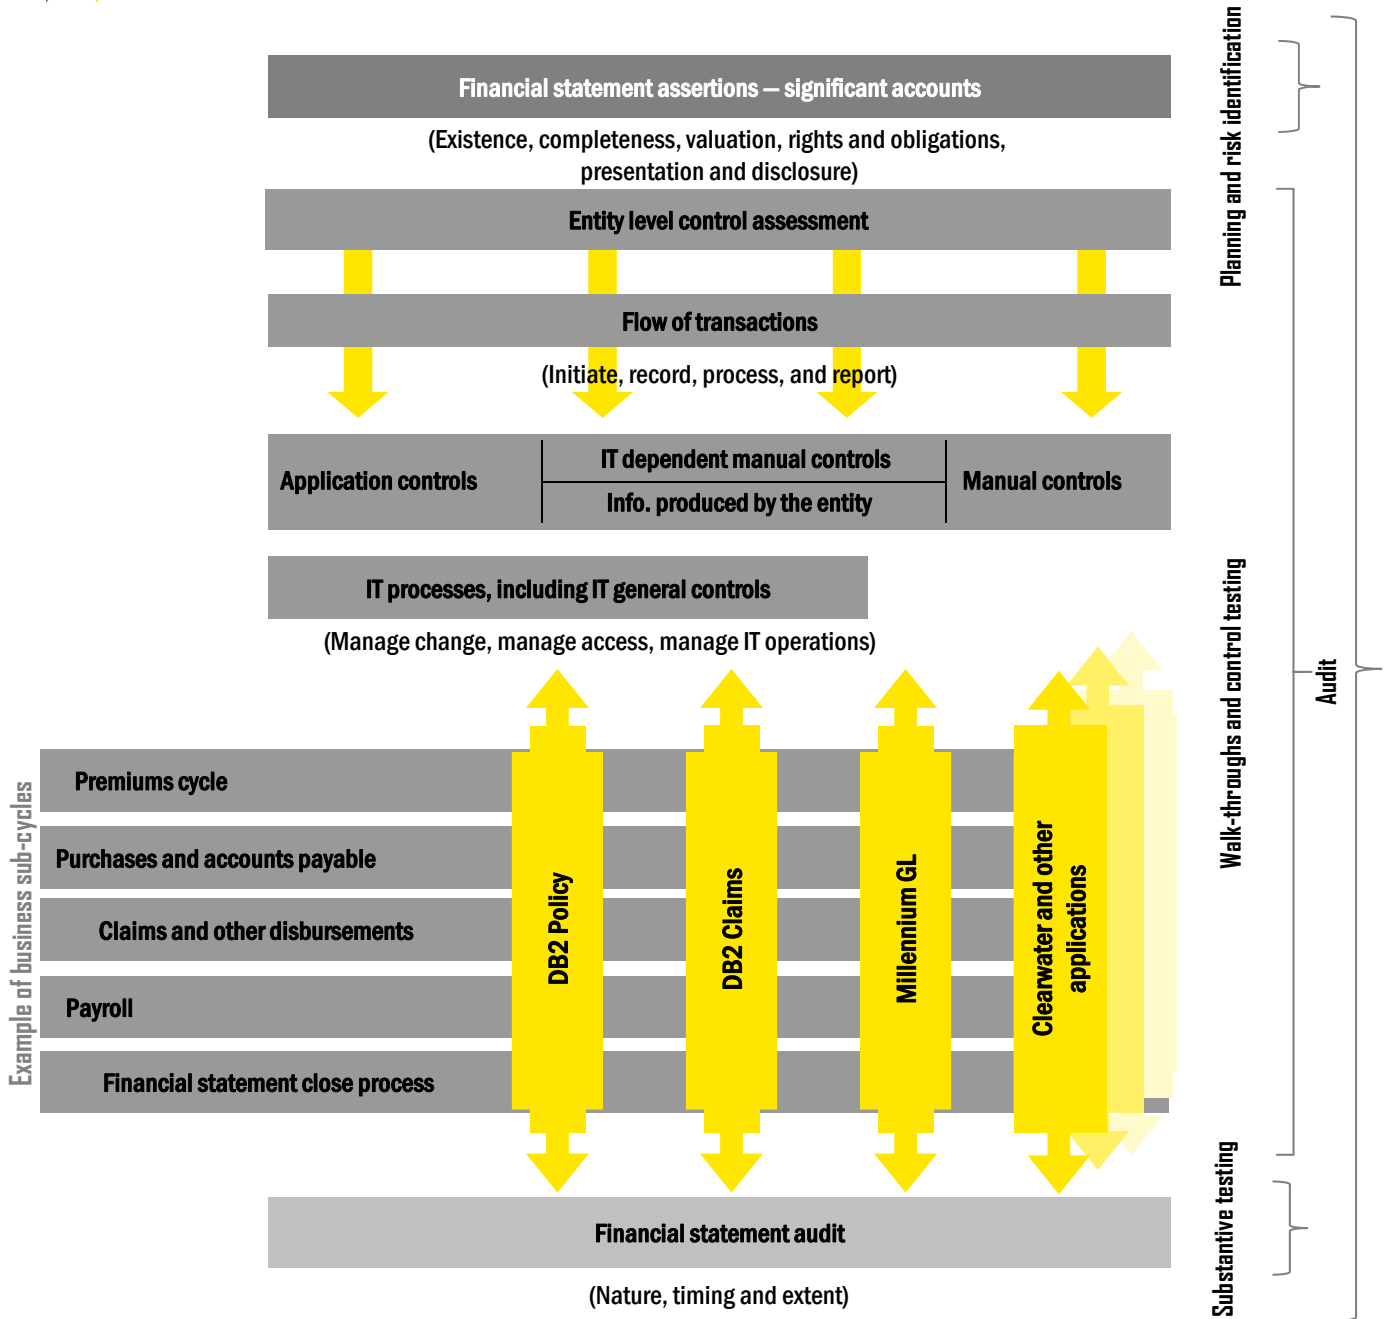 Financial statement assertions — significant accounts
(Existence, completeness, valuation, rights and obligations,
presentation and disclosure)
Entity level control assessment
Flow of transactions
(Initiate, record, process, and report)
Application controls
IT dependent manual controls
Info. produced by the entity
Manual controls
IT processes, including IT general controls
(Manage change, manage access, manage IT operations)
Example of business sub-cycles
Premiums cycle
Purchases and accounts payable
Claims and other disbursements
Payroll
Financial statement close process
DB2 Policy
DB2 Claims
Millennium GL
Clearwater and other
applications
Financial statement audit
(Nature, timing and extent)
Planning and risk identification
Walk-throughs and control testing
Substantive testing
Audit